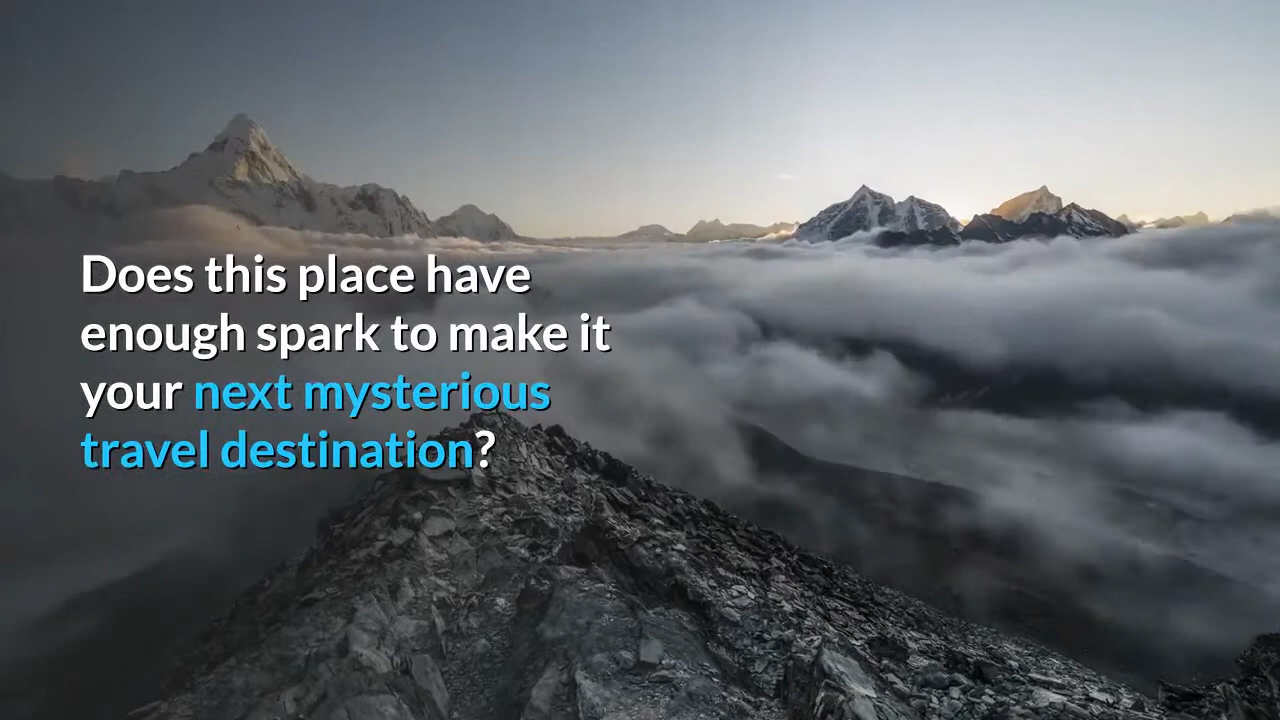 Does this place have
enough spark to make it
your next mysterious
travel destination?